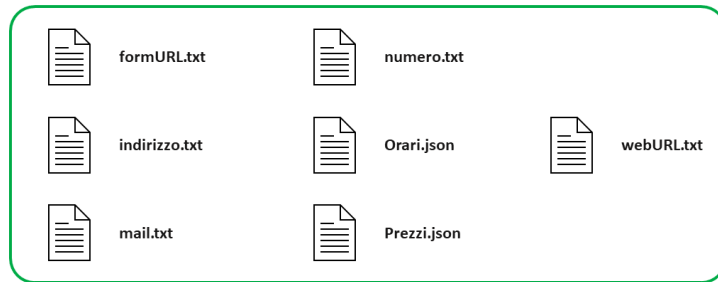 formURL.txt
numero.txt
indirizzo.txt
Orari.json
webURL.txt
mail.txt
Prezzi.json